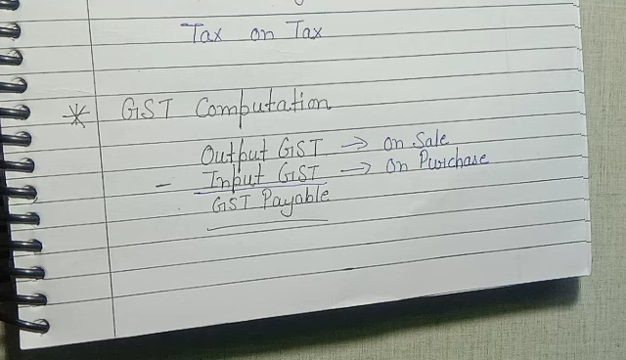 Tax on Tax
* GST Computation
Output GST → on Sale
- Input GST → on Purchase
GST Payable